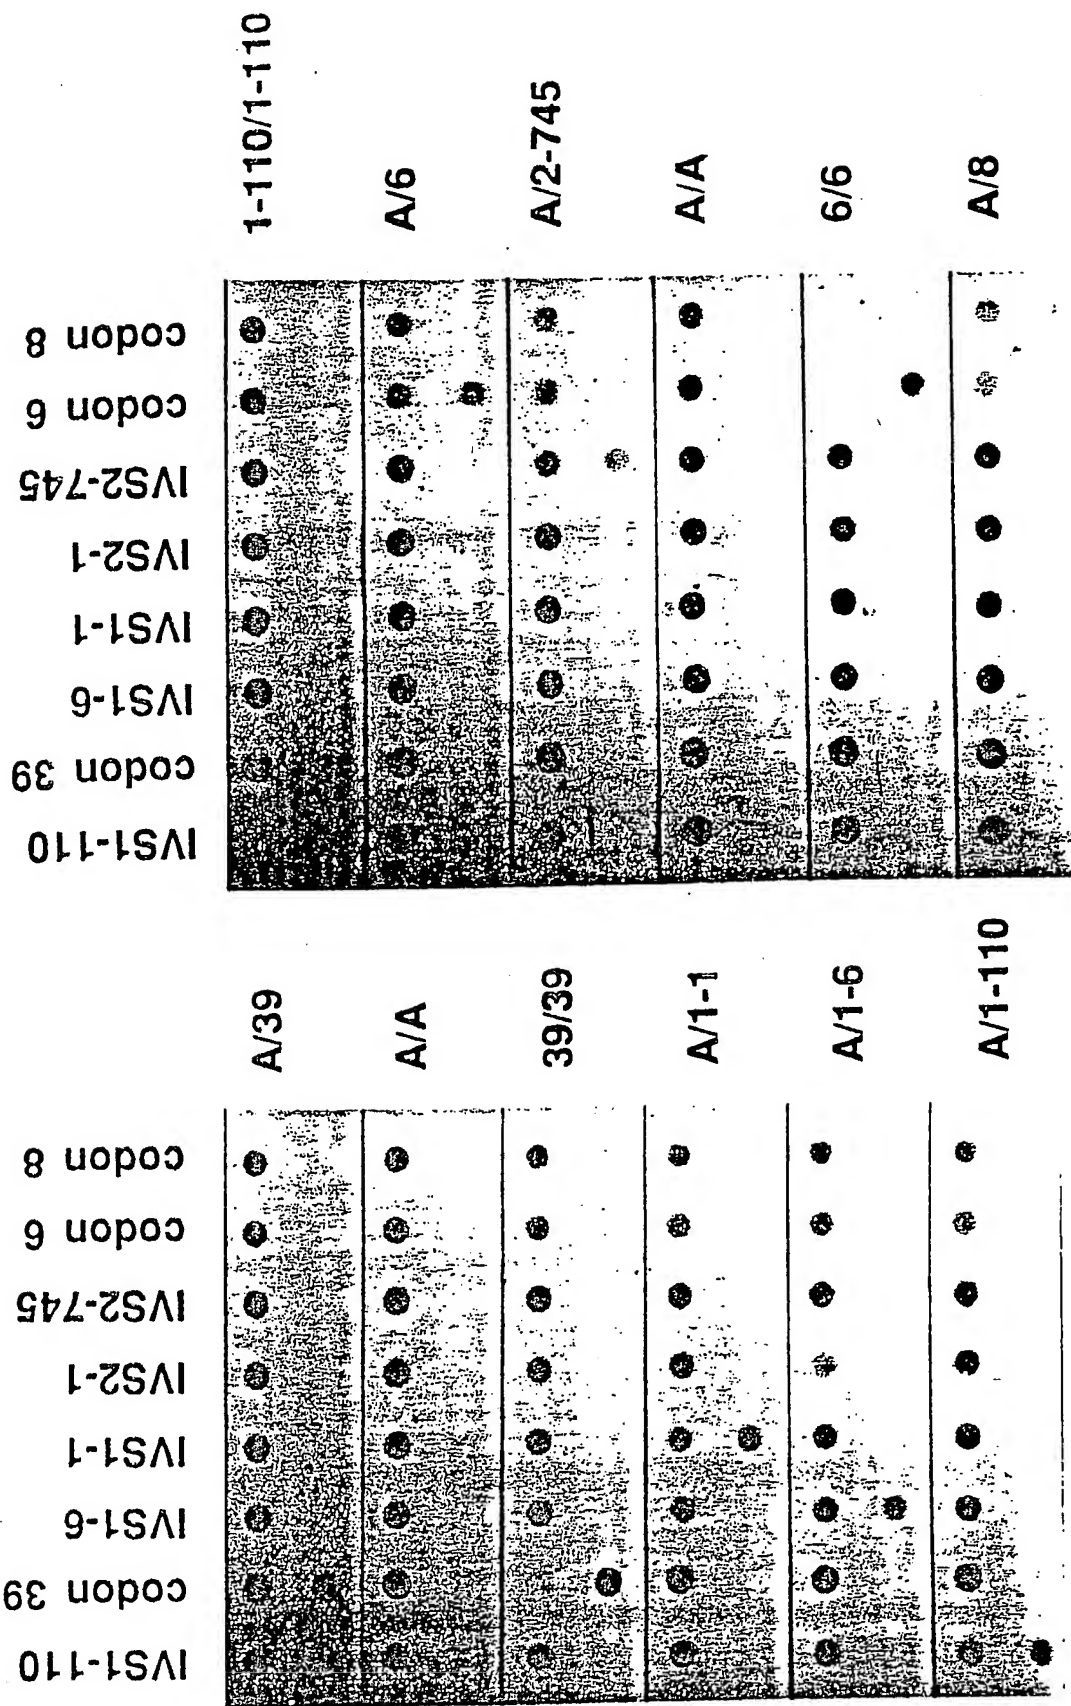 codon 8
codon 6
IVS2-745
IVS2-1
IVS1-1
IVS1-6
codon 39
IVS1-110
1-110/1-110
A/6
A/2-745
A/A
6/6
A/8
codon 8
codon 6
IVS2-745
IVS2-1
IVS1-1
IVS1-6
codon 39
IVS1-110
A/39
A/A
39/39
A/1-1
A/1-6
A/1-110